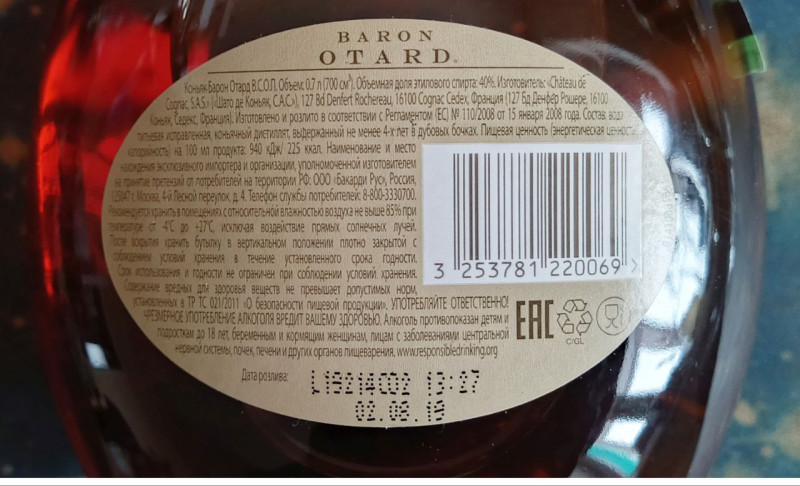 BARON
OTARD
Коньяк Барон Отард В.С.О.П. Объем: 0.7 л (700 см³). Объемная доля этилового спирта: 40%. Изготовитель: «Château de
Cognac, S.A.S.» («Шато де Коньяк, С.А.С»), 127 Bd Denfert Rochereau, 16100 Cognac Cedex, Франция (127 Бд Денфер Рошере, 16100
Коньяк, Седекс, Франция). Изготовлено и розлито в соответствии с Регламентом (ЕС) № 110/2008 от 15 января 2008 года. Состав: вода
питьевая исправленная, коньячный дистиллят, выдержанный не менее 4-х лет в дубовых бочках. Пищевая ценность (энергетическая ценность:
калорийность) на 100 мл продукта: 940 кДж/ 225 ккал. Наименование и место
нахождения эксклюзивного импортера и организации, уполномоченной изготовителем
на принятие претензий от потребителей на территории РФ: ООО «Бакарди Рус», Россия,
125047 г. Москва, 4-й Лесной переулок, д. 4. Телефон службы потребителей: 8-800-3330700.
Рекомендуется хранить в помещениях с относительной влажностью воздуха не выше 85% при
температуре от -4°C до +37°C, исключая воздействие прямых солнечных лучей.
После вскрытия хранить бутылку в вертикальном положении плотно закрытой с
соблюдением условий хранения в течение установленного срока годности.
Срок использования и годности не ограничен при соблюдении условий хранения.
Содержание вредных для здоровья веществ не превышает допустимых норм,
установленных в ТР ТС 021/2011 «О безопасности пищевой продукции». УПОТРЕБЛЯЙТЕ ОТВЕТСТВЕННО!
ЧРЕЗМЕРНОЕ УПОТРЕБЛЕНИЕ АЛКОГОЛЯ ВРЕДИТ ВАШЕМУ ЗДОРОВЬЮ. Алкоголь противопоказан детям и
подросткам до 18 лет, беременным и кормящим женщинам, лицам с заболеваниями центральной
нервной системы, почек, печени и других органов пищеварения, www.responsibledrinking.org
3 253781 220069 >
EAC
C/GL
Дата розлива:
L19214C02 13:27
02.08.19